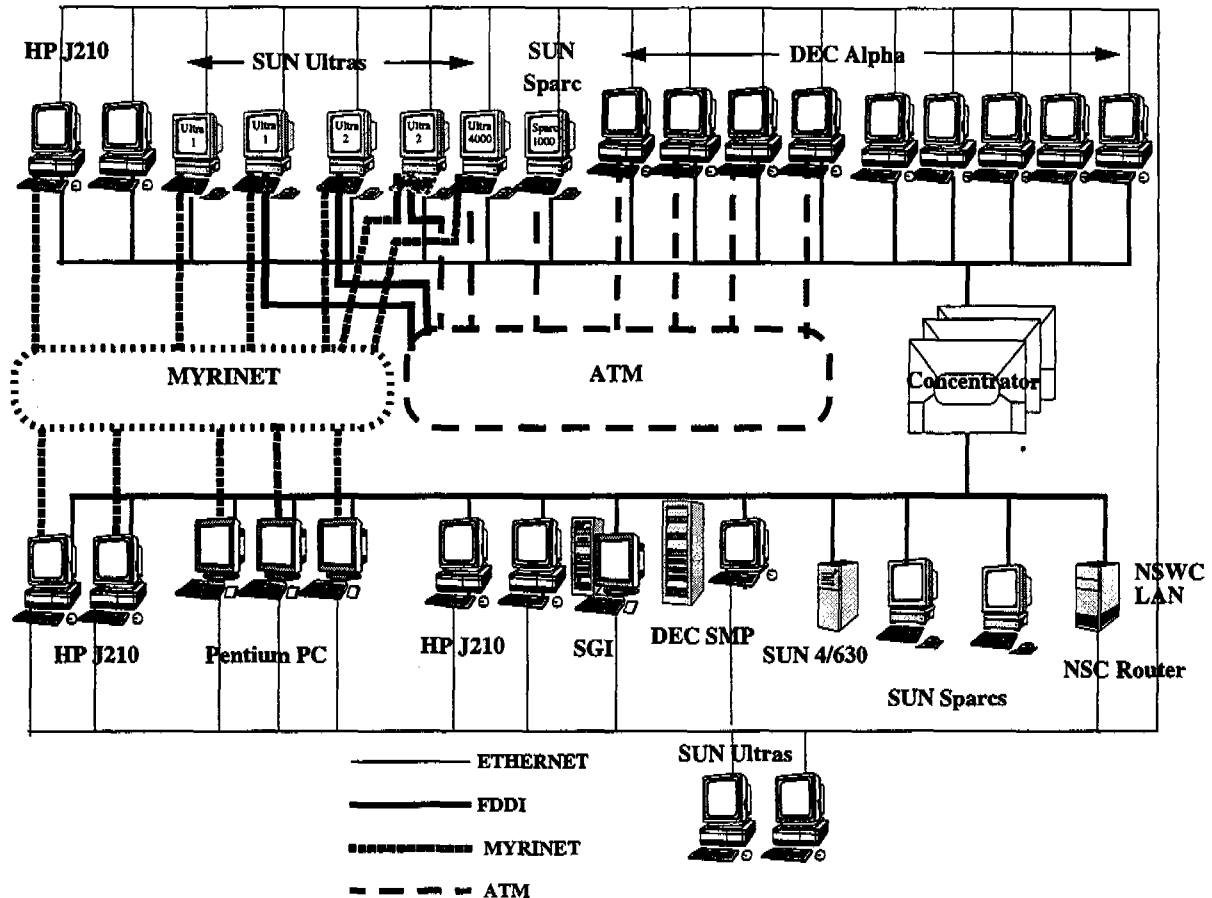 HP J210
SUN Ultras
SUN
Sparc
DEC Alpha
Ultra
1
Ultra
1
Ultra
2
Ultra
2
Ultra
4000
Sparc
1000
MYRINET
ATM
Concentrator
HP J210
Pentium PC
HP J210
SGI
DEC SMP
SUN 4/630
SUN Sparcs
NSWC
LAN
NSC Router
SUN Ultras
ETHERNET
FDDI
MYRINET
ATM